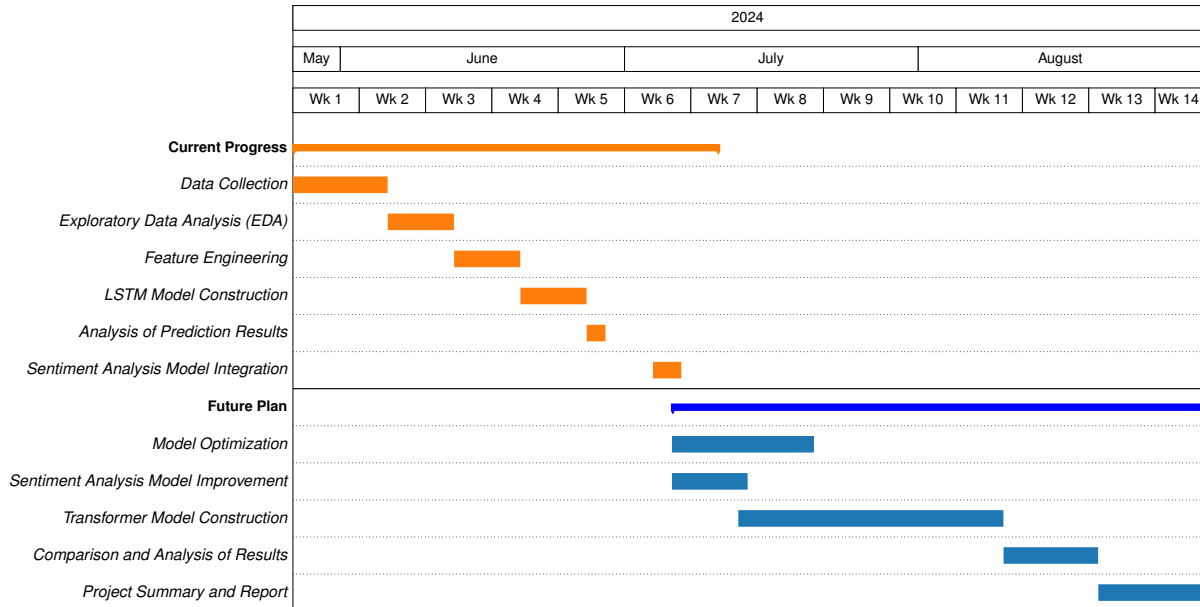 2024
May June July August
Wk 1 Wk 2 Wk 3 Wk 4 Wk 5 Wk 6 Wk 7 Wk 8 Wk 9 Wk 10 Wk 11 Wk 12 Wk 13 Wk 14
Current Progress
Data Collection
Exploratory Data Analysis (EDA)
Feature Engineering
LSTM Model Construction
Analysis of Prediction Results
Sentiment Analysis Model Integration
Future Plan
Model Optimization
Sentiment Analysis Model Improvement
Transformer Model Construction
Comparison and Analysis of Results
Project Summary and Report